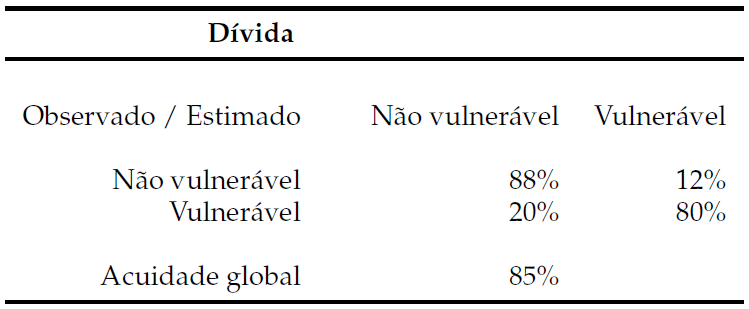 Dívida
Observado / Estimado Não vulnerável Vulnerável
Não vulnerável 88% 12%
Vulnerável 20% 80%
Acuidade global 85%